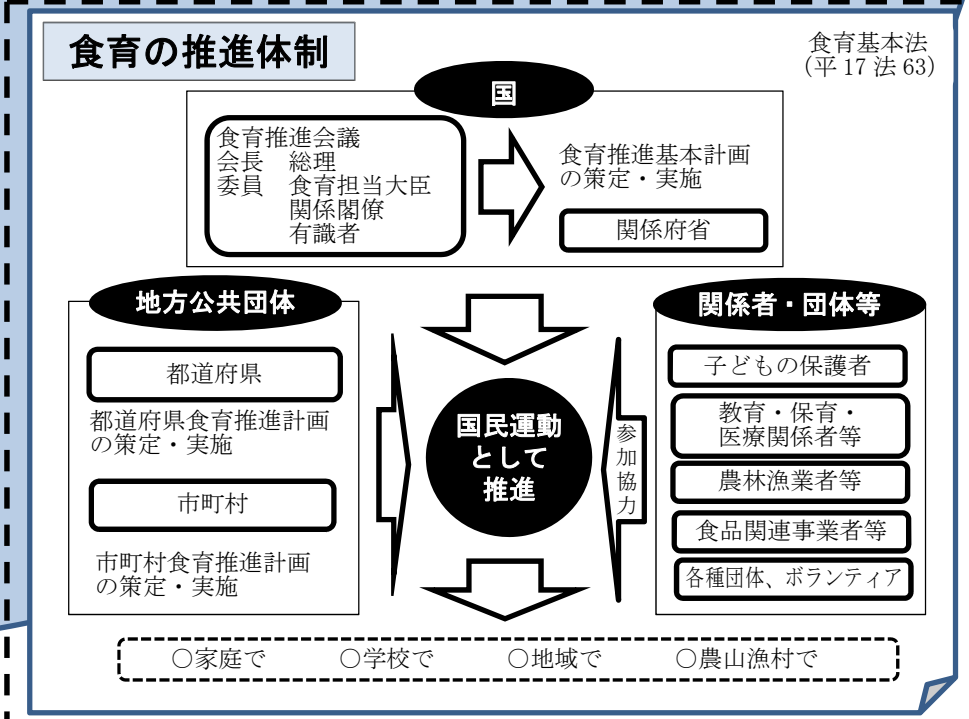 食育の推進体制
食育基本法
(平 17 法 63)
国
食育推進会議
会長　総理
委員　食育担当大臣
関係閣僚
有識者
食育推進基本計画
の策定・実施
関係府省
地方公共団体
都道府県
都道府県食育推進計画
の策定・実施
市町村
市町村食育推進計画
の策定・実施
国民運動
として
推進
参加協力
関係者・団体等
子どもの保護者
教育・保育・
医療関係者等
農林漁業者等
食品関連事業者等
各種団体、ボランティア
○家庭で　○学校で　○地域で　○農山漁村で